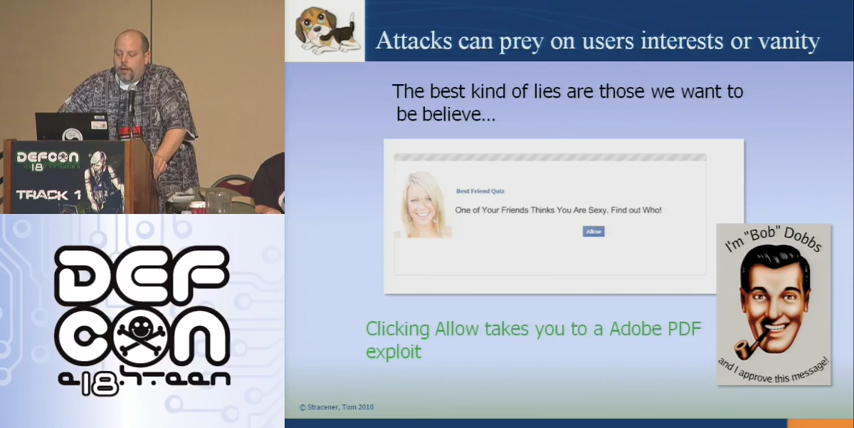 Attacks can prey on users interests or vanity
The best kind of lies are those we want to
be believe...
Best Friend Quiz
One of Your Friends Thinks You Are Sexy. Find out Who!
Allow
I'm "Bob" Dobbs
and I approve this message!
Clicking Allow takes you to a Adobe PDF
exploit
© Stracener, Tom 2010
DEFCON
18
TRACK 1
DEF
CON
e18hteen